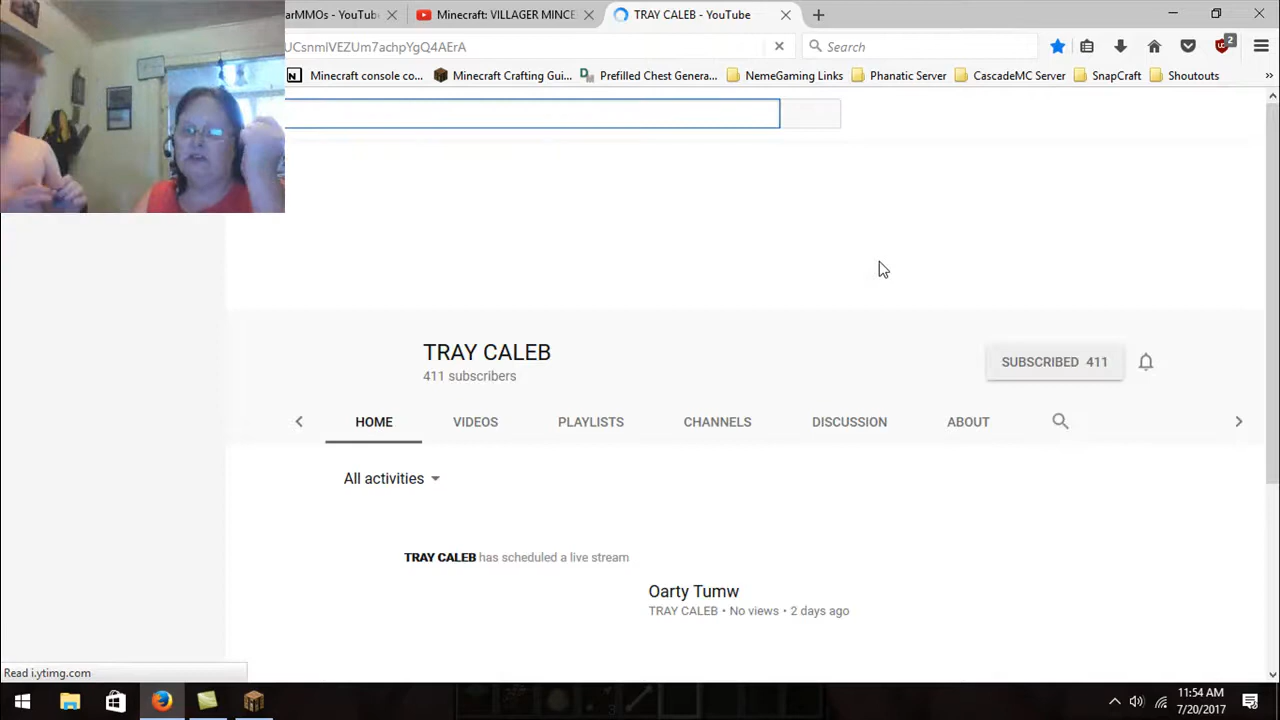 arMMOs - YouTube
Minecraft: VILLAGER MINCE
TRAY CALEB - YouTube
UCsnmIVEZUm7achpYgQ4AErA
Search
2
Minecraft console co...
Minecraft Crafting Gui...
Prefilled Chest Genera...
NemeGaming Links
Phanatic Server
CascadeMC Server
SnapCraft
Shoutouts
TRAY CALEB
411 subscribers
SUBSCRIBED 411
HOME
VIDEOS
PLAYLISTS
CHANNELS
DISCUSSION
ABOUT
All activities
TRAY CALEB has scheduled a live stream
Oarty Tumw
TRAY CALEB • No views • 2 days ago
Read i.ytimg.com
11:54 AM
7/20/2017